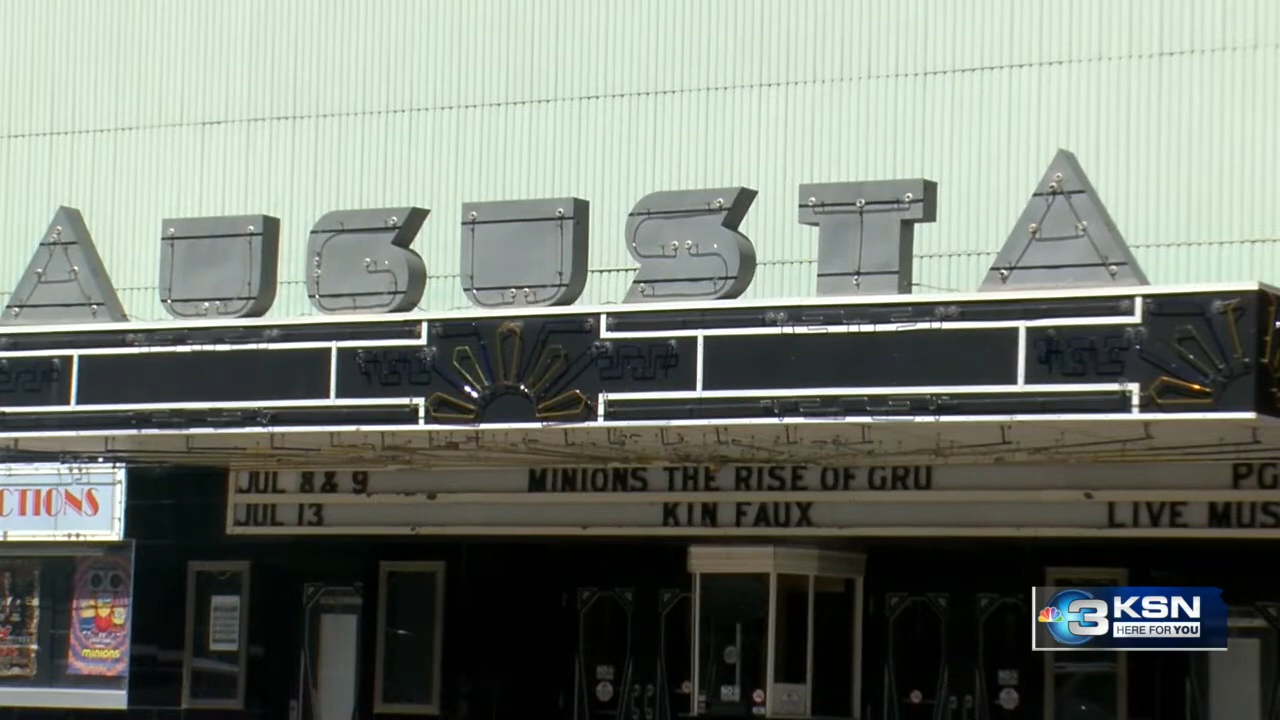 AUGUSTA
JUL 8 & 9 MINIONS THE RISE OF GRU PG
JUL 13 KIN FAUX LIVE MUS
CTIONS
minions
3 KSN
HERE FOR YOU